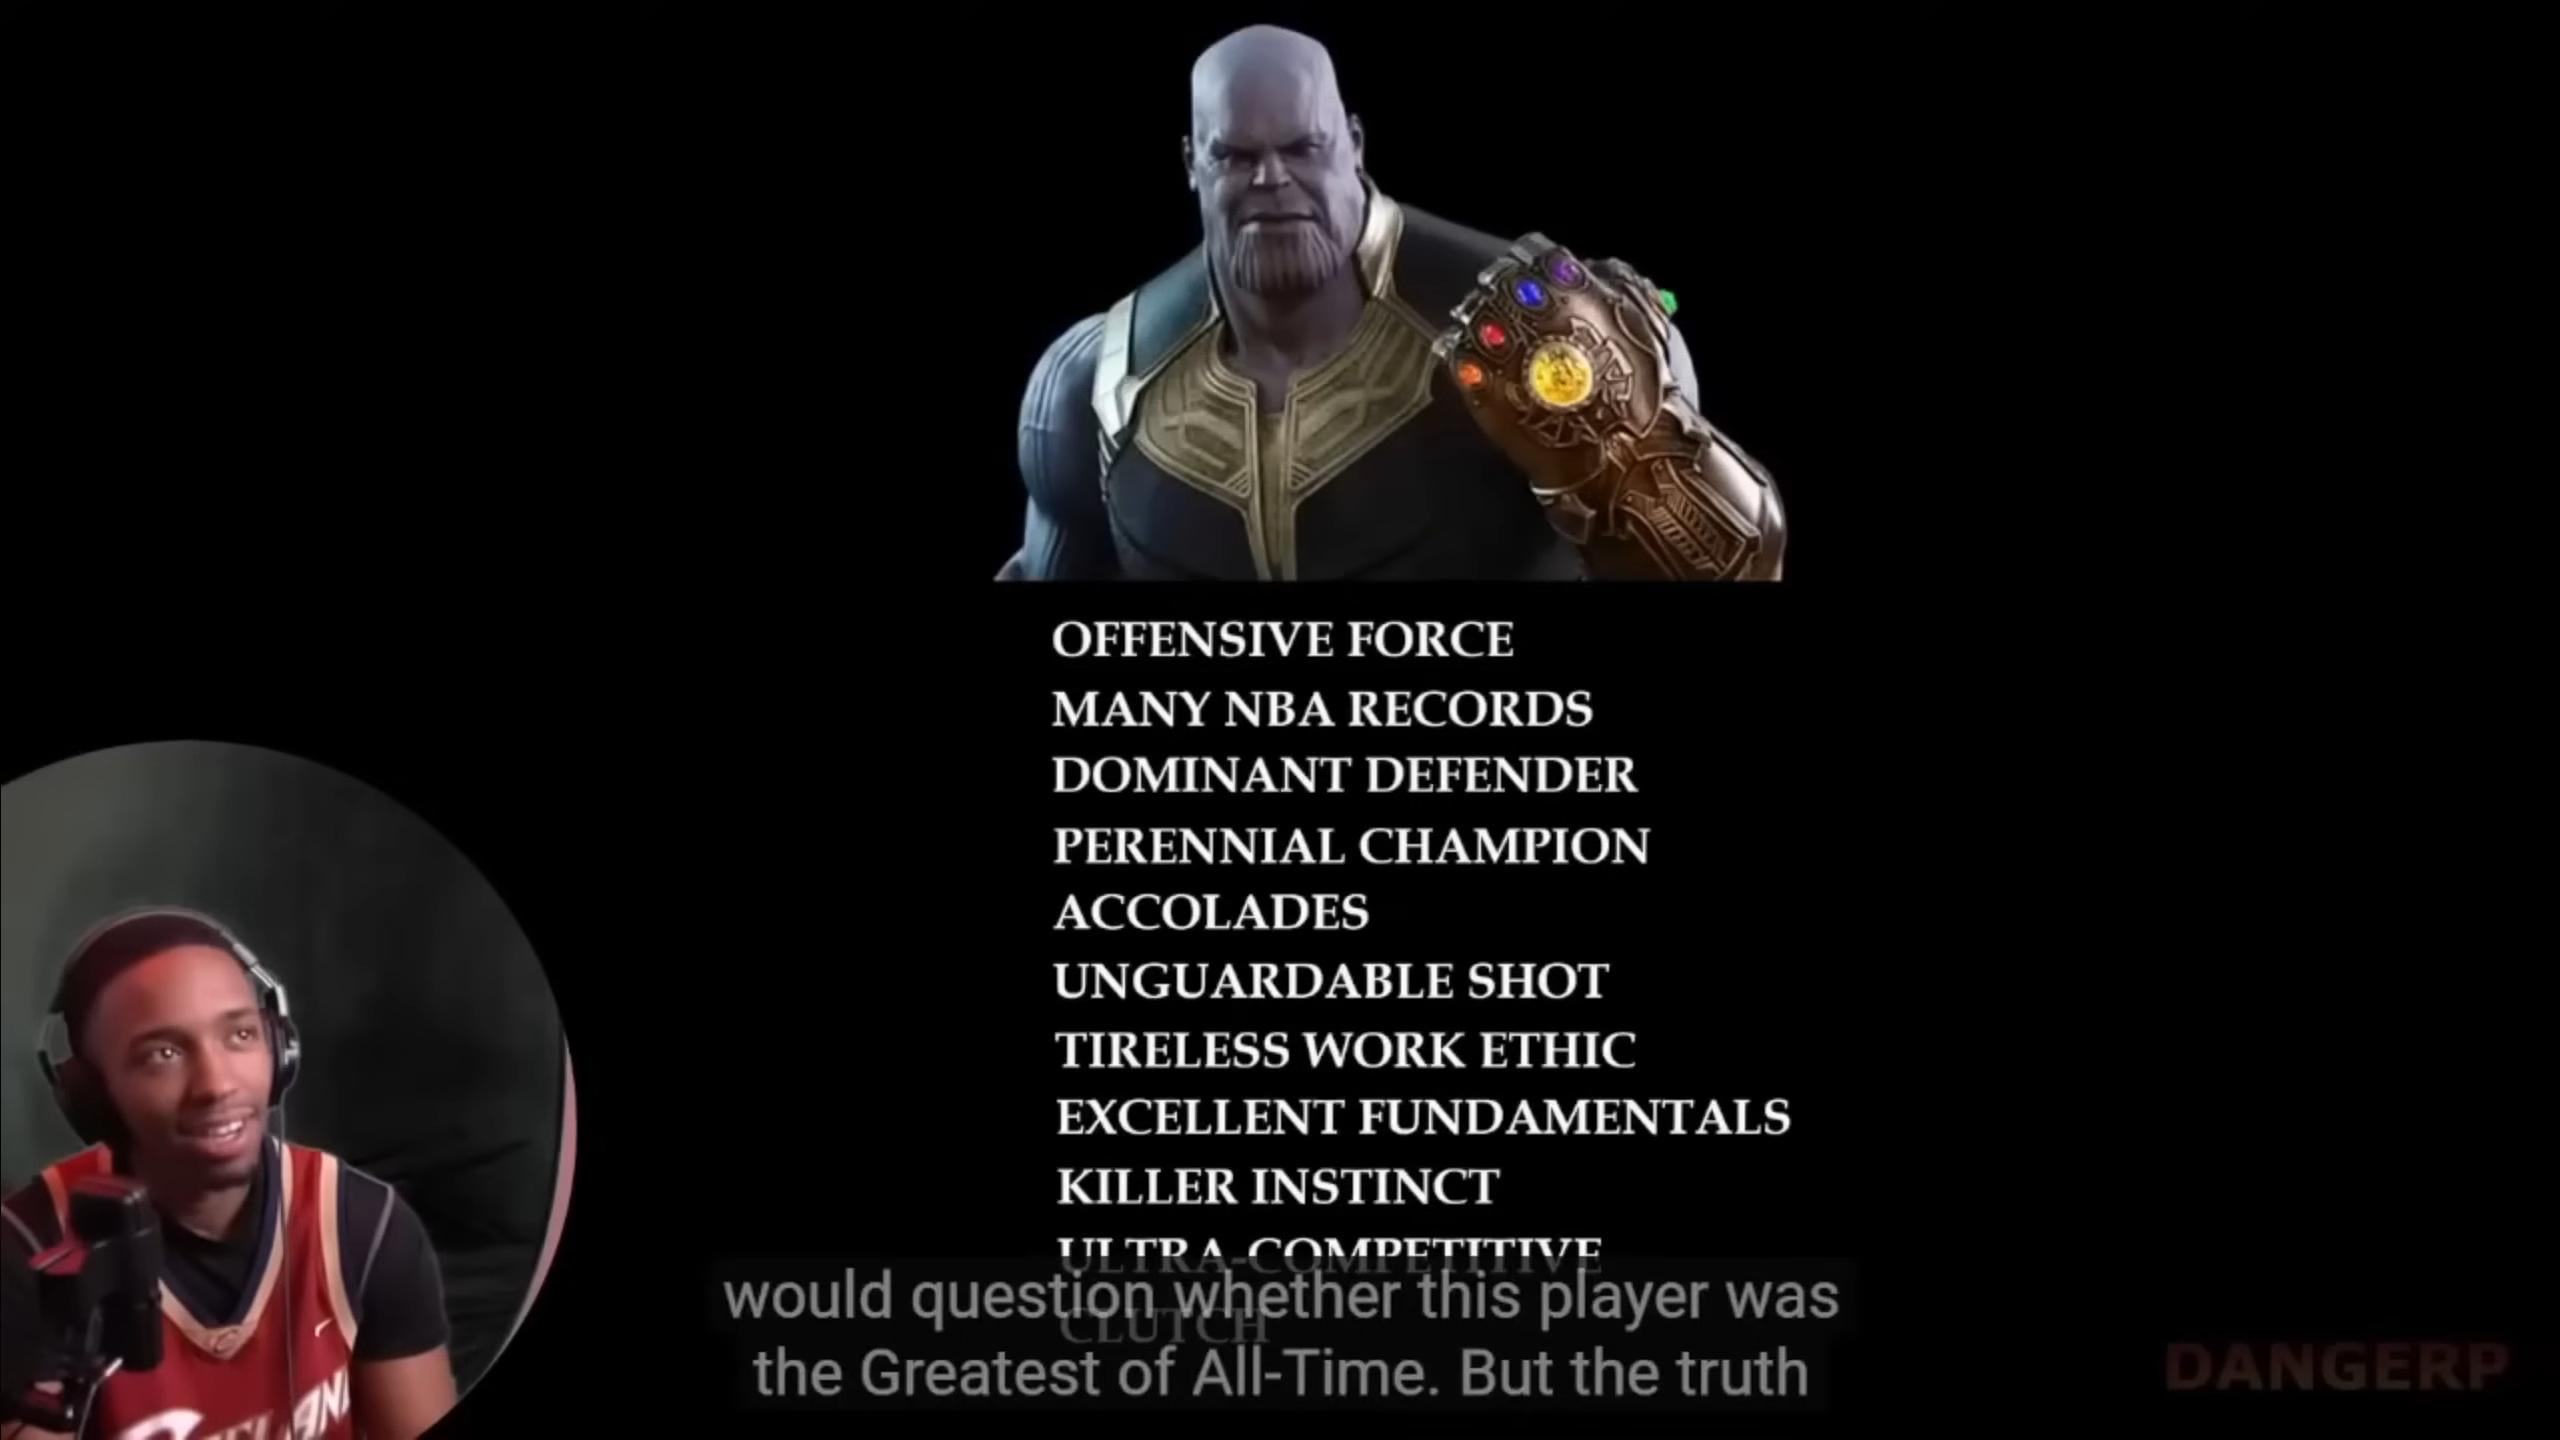 OFFENSIVE FORCE
MANY NBA RECORDS
DOMINANT DEFENDER
PERENNIAL CHAMPION
ACCOLADES
UNGUARDABLE SHOT
TIRELESS WORK ETHIC
EXCELLENT FUNDAMENTALS
KILLER INSTINCT
ULTRA-COMPETITIVE
would question whether this player was
CLUTCH
the Greatest of All-Time. But the truth
DANGERP